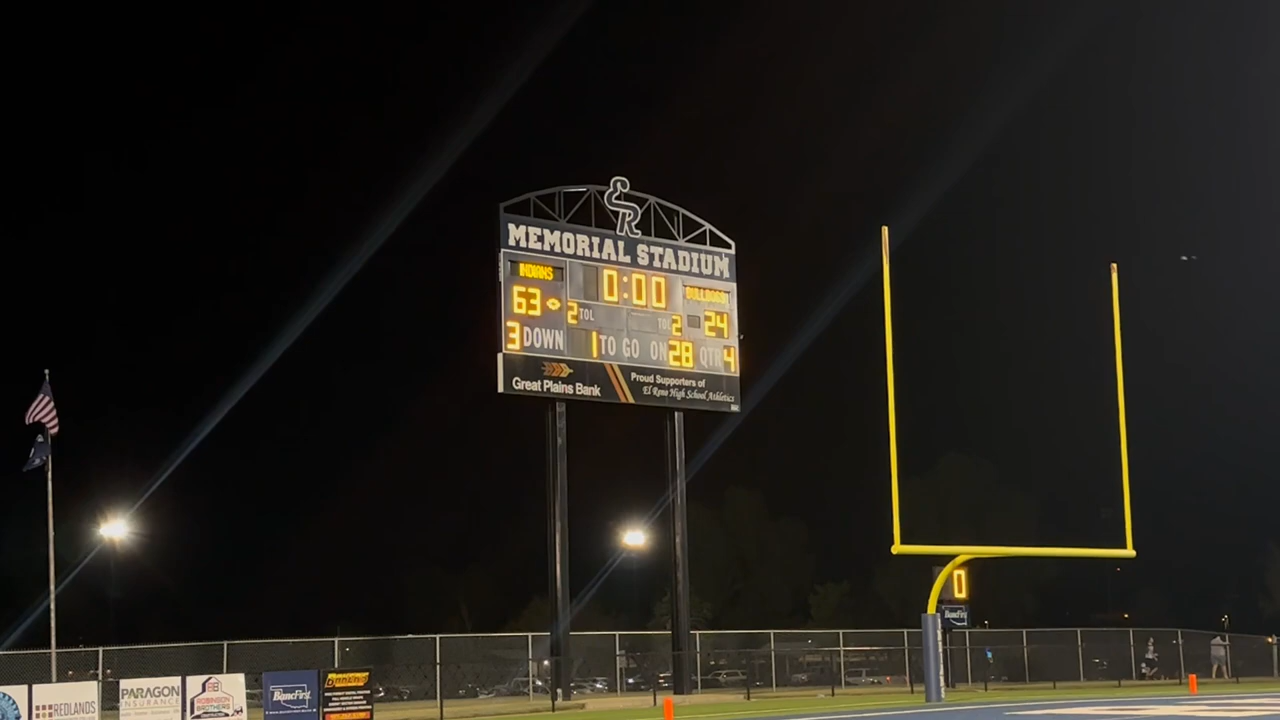 ER
MEMORIAL STADIUM
INDIANS 0:00 BULLDOGS
63 2 TOL TOL 2 24
3 DOWN 1 TO GO ON 28 QTR 4
Great Plains Bank
Proud Supporters of
El Reno High School Athletics
0
BancFirst
REDLANDS
PARAGON
INSURANCE
ROBINSON
BROTHERS
BancFirst